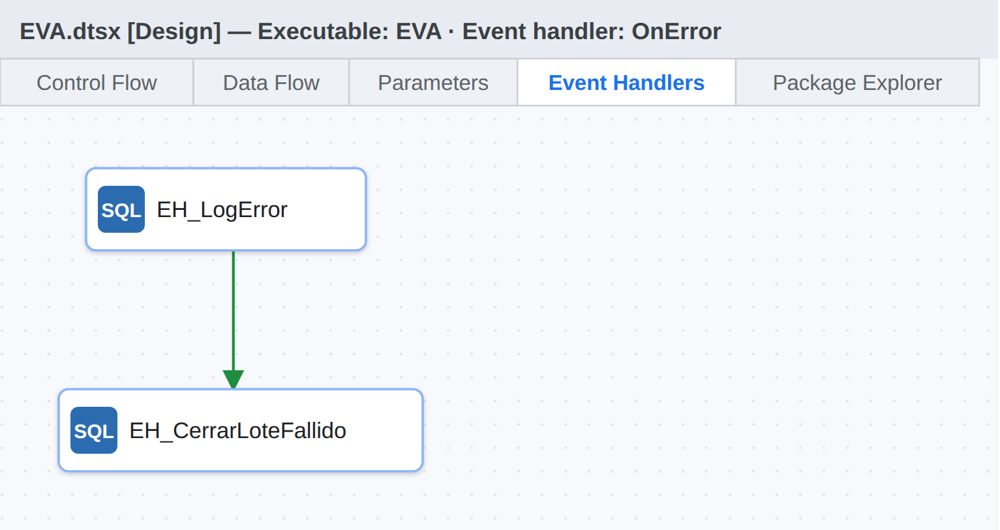 EVA.dtsx [Design] — Executable: EVA · Event handler: OnError
Control Flow Data Flow Parameters Event Handlers Package Explorer
SQL EH_LogError
SQL EH_CerrarLoteFallido